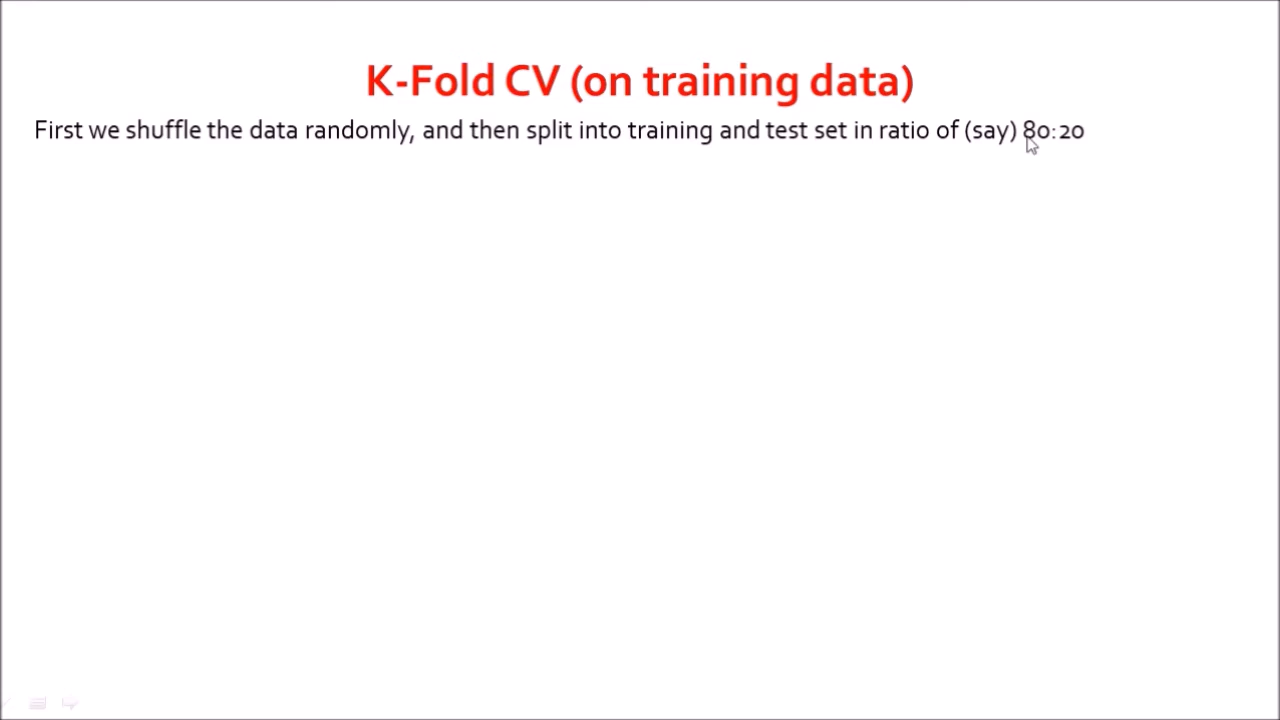 K-Fold CV (on training data)
First we shuffle the data randomly, and then split into training and test set in ratio of (say) 80:20